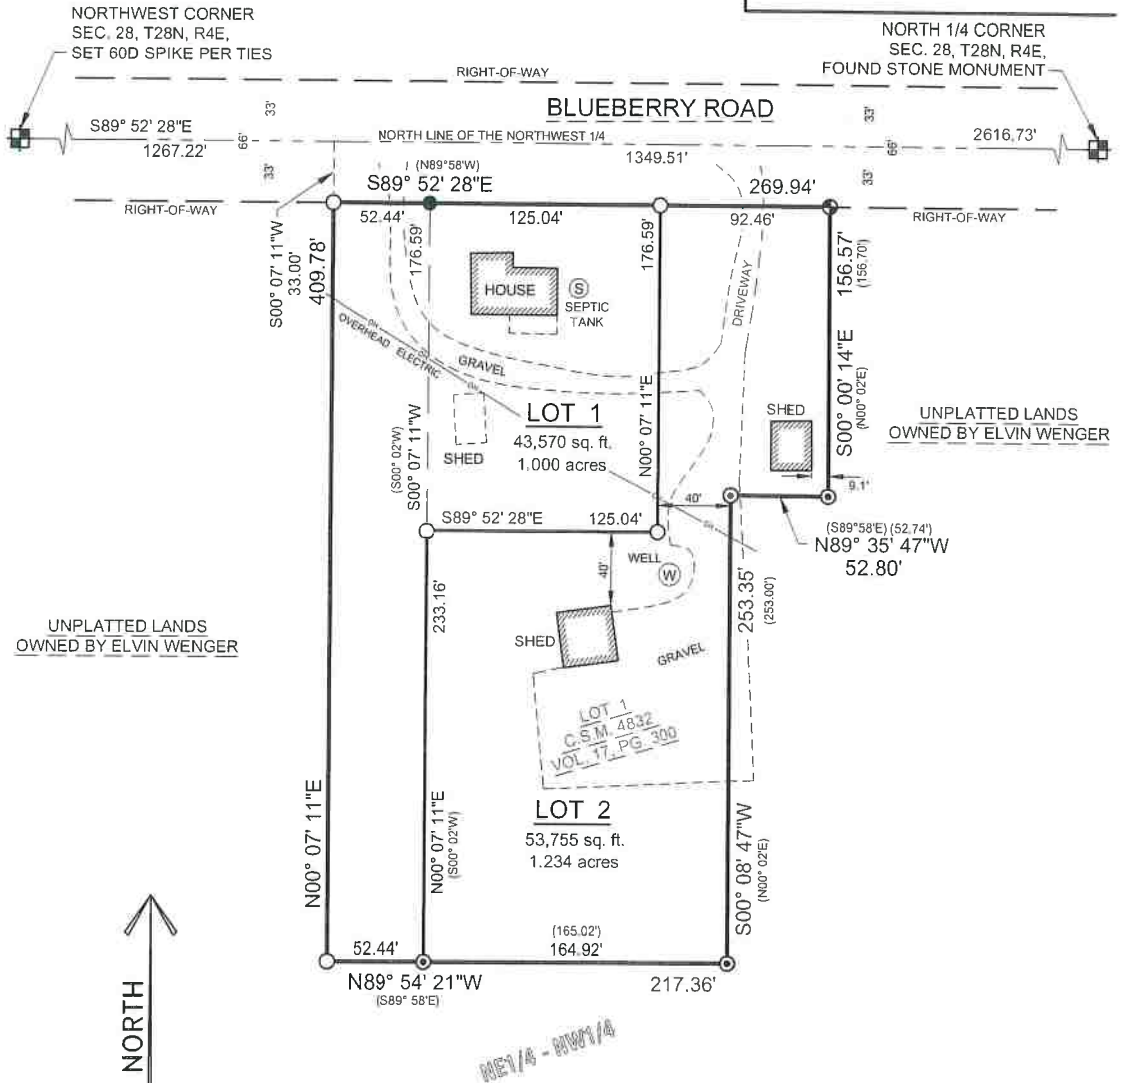 NORTHWEST CORNER
SEC. 28, T28N, R4E,
SET 60D SPIKE PER TIES
NORTH 1/4 CORNER
SEC. 28, T28N, R4E,
FOUND STONE MONUMENT
RIGHT-OF-WAY
BLUEBERRY ROAD
33'
33'
S89° 52' 28"E
1267.22'
66'
NORTH LINE OF THE NORTHWEST 1/4
1349.51'
66'
2616.73'
33'
33'
(N89°58'W)
S89° 52' 28"E
269.94'
RIGHT-OF-WAY
52.44'
125.04'
92.46'
RIGHT-OF-WAY
S00° 07' 11"W
33.00'
409.78'
176.59'
176.59'
156.57'
(156.70')
HOUSE
S
SEPTIC
TANK
DRIVEWAY
OH
OVERHEAD ELECTRIC
OH
OH
GRAVEL
S00° 00' 14"E
(N00° 02'E)
LOT 1
43,570 sq. ft.
1.000 acres
SHED
N00° 07' 11"E
SHED
UNPLATTED LANDS
OWNED BY ELVIN WENGER
(S00° 02'W)
S00° 07' 11"W
9.1'
OH
40'
OH
S89° 52' 28"E
125.04'
(S89°58'E) (52.74')
N89° 35' 47"W
52.80'
WELL
W
40'
233.16'
253.35'
(253.00')
UNPLATTED LANDS
OWNED BY ELVIN WENGER
SHED
GRAVEL
LOT 1
C.S.M. 4832
VOL. 17, PG. 300
LOT 2
53,755 sq. ft.
1.234 acres
N00° 07' 11"E
N00° 07' 11"E
(S00° 02'W)
S00° 08' 47"W
(N00° 02'E)
52.44'
(165.02')
164.92'
N89° 54' 21"W
(S89° 58'E)
217.36'
NORTH
NE1/4 - NW1/4